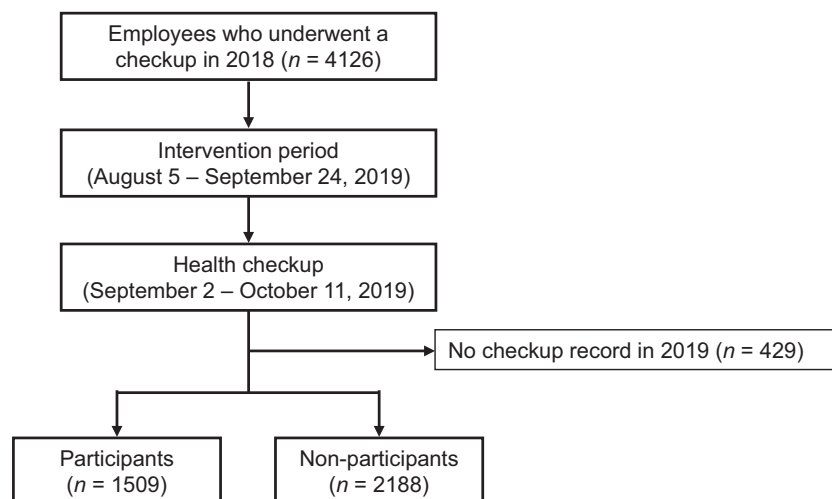 Employees who underwent a
checkup in 2018 (n = 4126)
Intervention period
(August 5 – September 24, 2019)
Health checkup
(September 2 – October 11, 2019)
No checkup record in 2019 (n = 429)
Participants
(n = 1509)
Non-participants
(n = 2188)